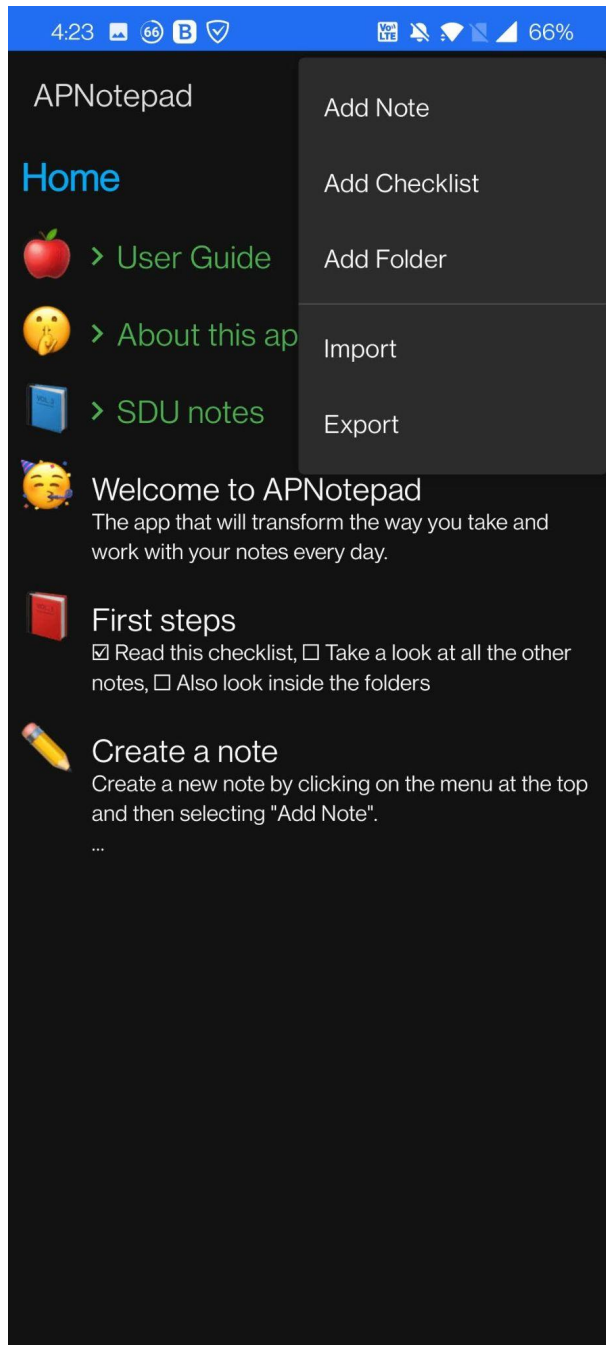 4:23 66 B VoLTE 66%
APNotepad
Add Note
Add Checklist
Add Folder
Import
Export
Home
> User Guide
> About this ap
> SDU notes
Welcome to APNotepad
The app that will transform the way you take and
work with your notes every day.
First steps
☑ Read this checklist, ☐ Take a look at all the other
notes, ☐ Also look inside the folders
Create a note
Create a new note by clicking on the menu at the top
and then selecting "Add Note".
...